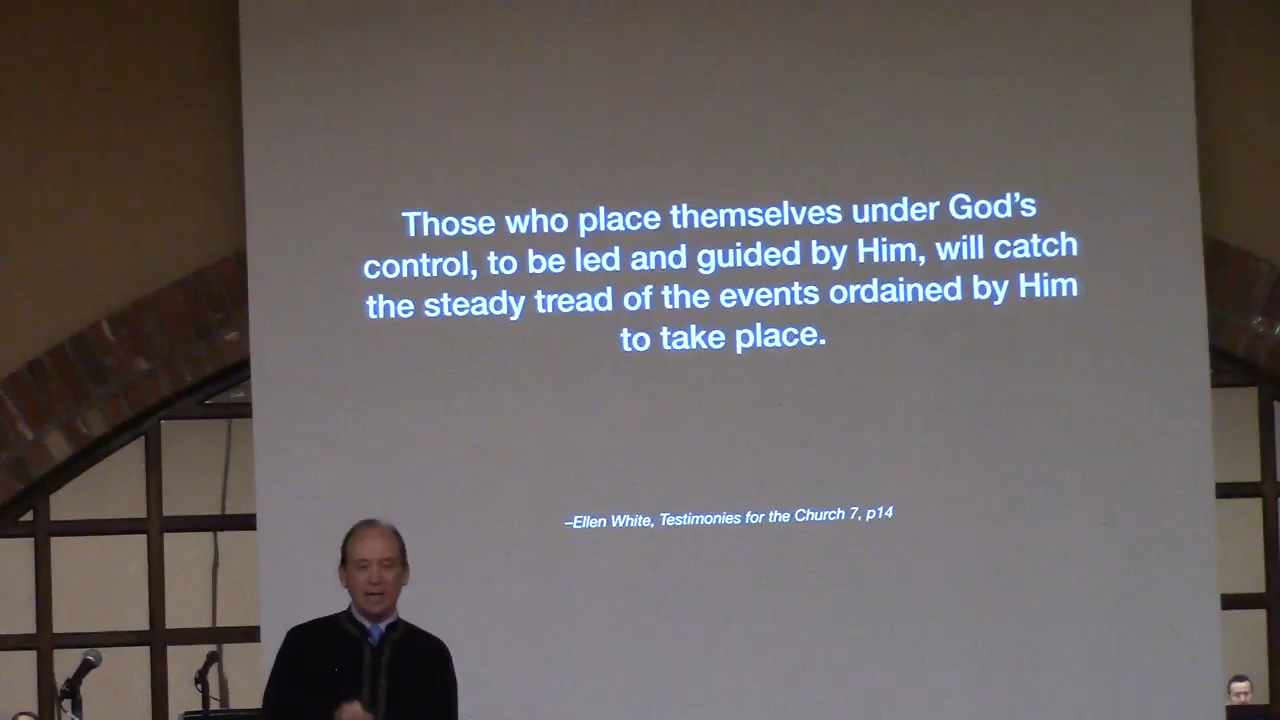 Those who place themselves under God’s
control, to be led and guided by Him, will catch
the steady tread of the events ordained by Him
to take place.
–Ellen White, Testimonies for the Church 7, p14